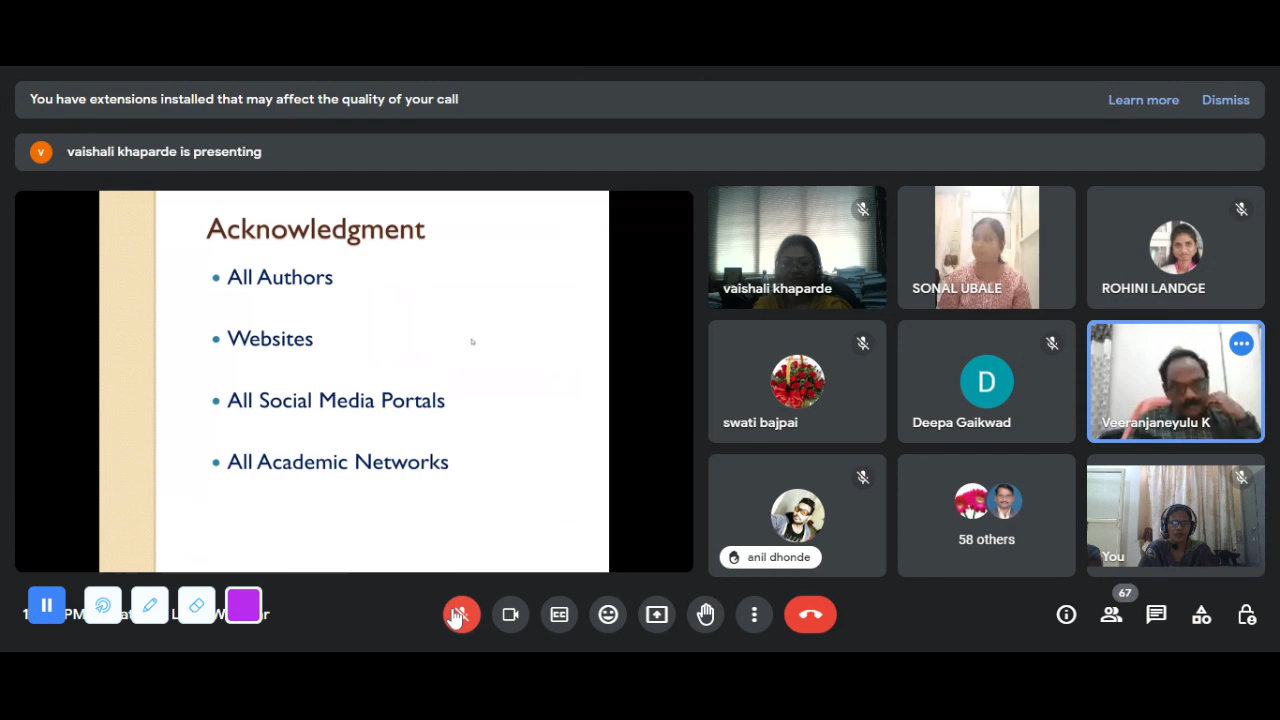 You have extensions installed that may affect the quality of your call
Learn more
Dismiss
v
vaishali khaparde is presenting
Acknowledgment
• All Authors
• Websites
• All Social Media Portals
• All Academic Networks
vaishali khaparde
SONAL UBALE
ROHINI LANDGE
swati bajpai
D
Deepa Gaikwad
Veeranjaneyulu K
anil dhonde
58 others
You
67